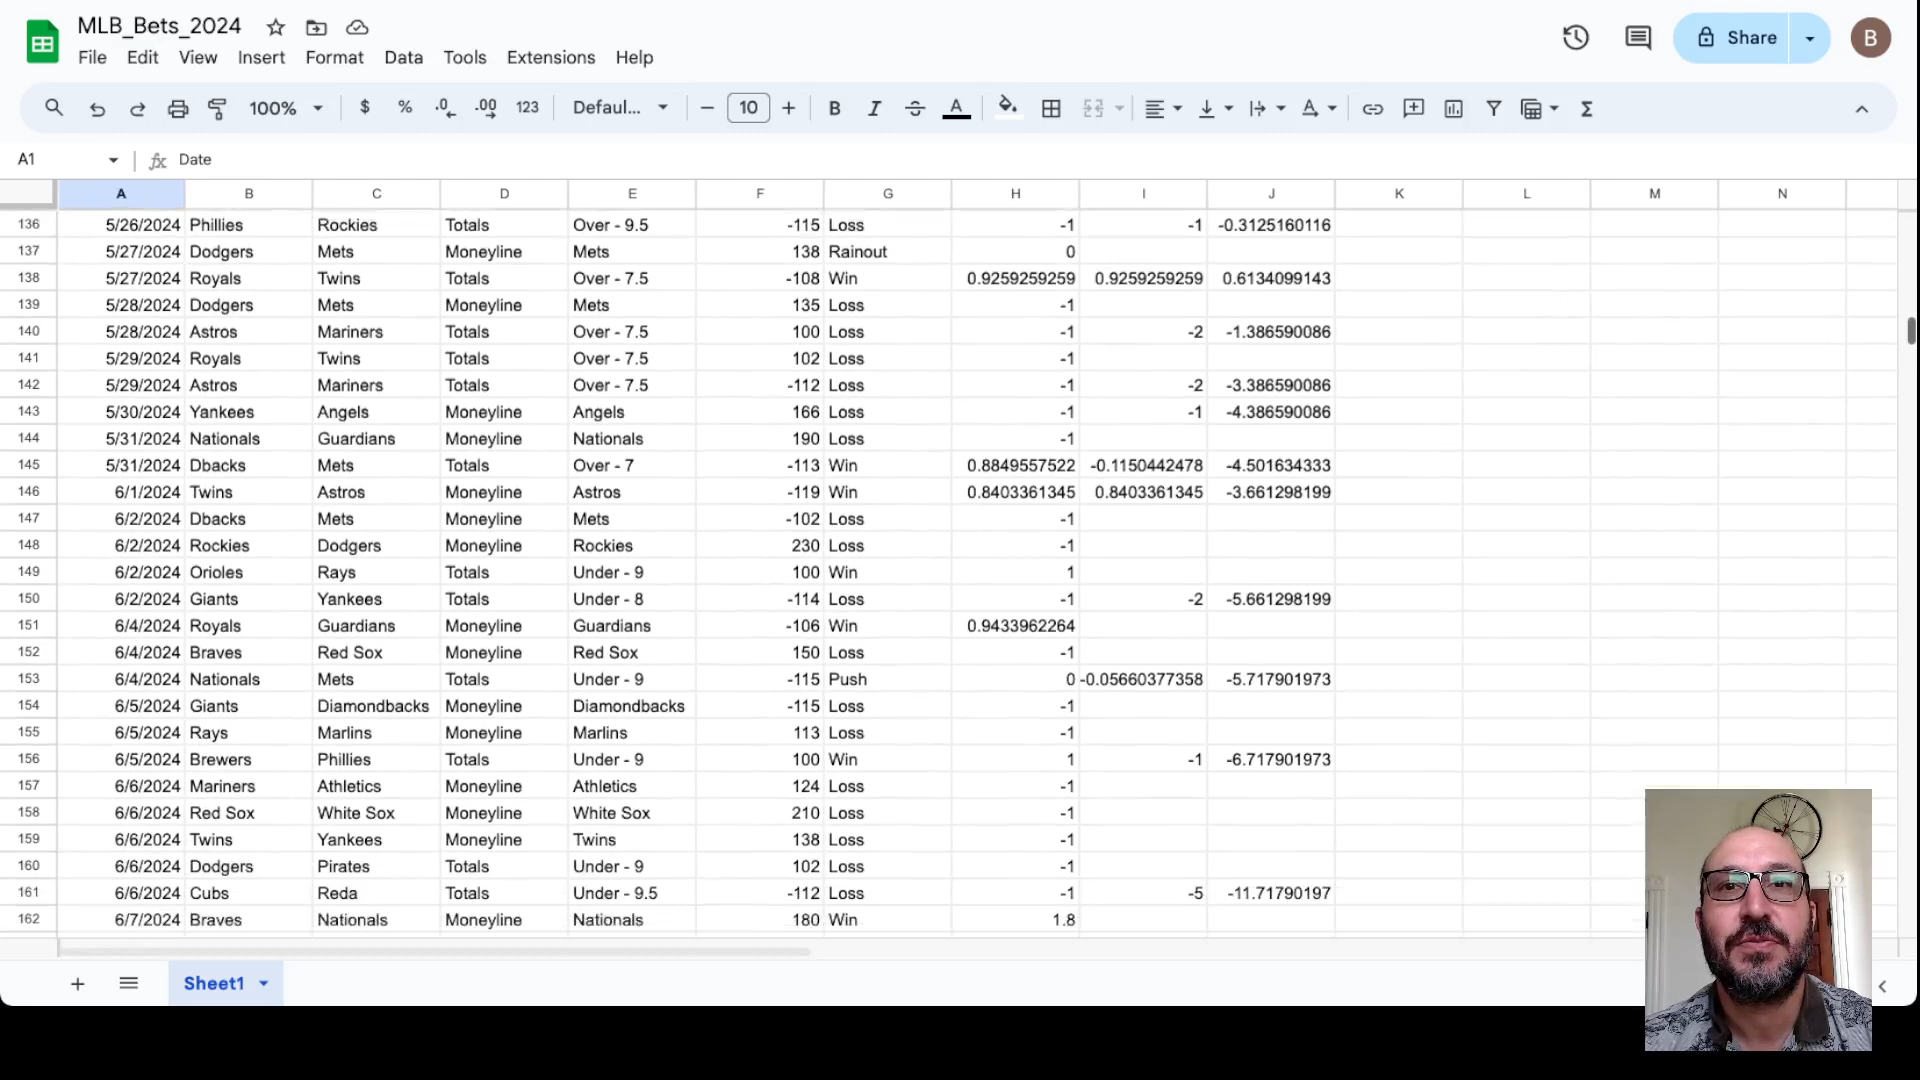 MLB_Bets_2024
File Edit View Insert Format Data Tools Extensions Help
Share
B
100% $ % .0 .00 123 Defaul... 10 B I A
A1 fx Date
A B C D E F G H I J K L M N
136 5/26/2024 Phillies Rockies Totals Over - 9.5 -115 Loss -1 -1 -0.3125160116
137 5/27/2024 Dodgers Mets Moneyline Mets 138 Rainout 0
138 5/27/2024 Royals Twins Totals Over - 7.5 -108 Win 0.9259259259 0.9259259259 0.6134099143
139 5/28/2024 Dodgers Mets Moneyline Mets 135 Loss -1
140 5/28/2024 Astros Mariners Totals Over - 7.5 100 Loss -1 -2 -1.386590086
141 5/29/2024 Royals Twins Totals Over - 7.5 102 Loss -1
142 5/29/2024 Astros Mariners Totals Over - 7.5 -112 Loss -1 -2 -3.386590086
143 5/30/2024 Yankees Angels Moneyline Angels 166 Loss -1 -1 -4.386590086
144 5/31/2024 Nationals Guardians Moneyline Nationals 190 Loss -1
145 5/31/2024 Dbacks Mets Totals Over - 7 -113 Win 0.8849557522 -0.1150442478 -4.501634333
146 6/1/2024 Twins Astros Moneyline Astros -119 Win 0.8403361345 0.8403361345 -3.661298199
147 6/2/2024 Dbacks Mets Moneyline Mets -102 Loss -1
148 6/2/2024 Rockies Dodgers Moneyline Rockies 230 Loss -1
149 6/2/2024 Orioles Rays Totals Under - 9 100 Win 1
150 6/2/2024 Giants Yankees Totals Under - 8 -114 Loss -1 -2 -5.661298199
151 6/4/2024 Royals Guardians Moneyline Guardians -106 Win 0.9433962264
152 6/4/2024 Braves Red Sox Moneyline Red Sox 150 Loss -1
153 6/4/2024 Nationals Mets Totals Under - 9 -115 Push 0 -0.05660377358 -5.717901973
154 6/5/2024 Giants Diamondbacks Moneyline Diamondbacks -115 Loss -1
155 6/5/2024 Rays Marlins Moneyline Marlins 113 Loss -1
156 6/5/2024 Brewers Phillies Totals Under - 9 100 Win 1 -1 -6.717901973
157 6/6/2024 Mariners Athletics Moneyline Athletics 124 Loss -1
158 6/6/2024 Red Sox White Sox Moneyline White Sox 210 Loss -1
159 6/6/2024 Twins Yankees Moneyline Twins 138 Loss -1
160 6/6/2024 Dodgers Pirates Totals Under - 9 102 Loss -1
161 6/6/2024 Cubs Reda Totals Under - 9.5 -112 Loss -1 -5 -11.71790197
162 6/7/2024 Braves Nationals Moneyline Nationals 180 Win 1.8
Sheet1